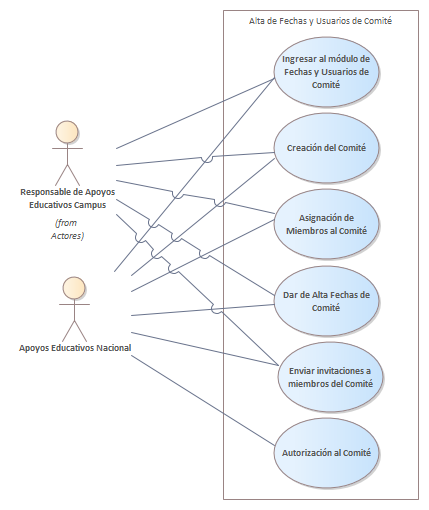 Alta de Fechas y Usuarios de Comité
Ingresar al módulo de
Fechas y Usuarios de
Comité
Creación del Comité
Responsable de Apoyos
Educativos Campus
(from
Actores)
Asignación de
Miembros al Comité
Dar de Alta Fechas de
Comité
Apoyos Educativos Nacional
Enviar invitaciones a
miembros del Comité
Autorización al Comité